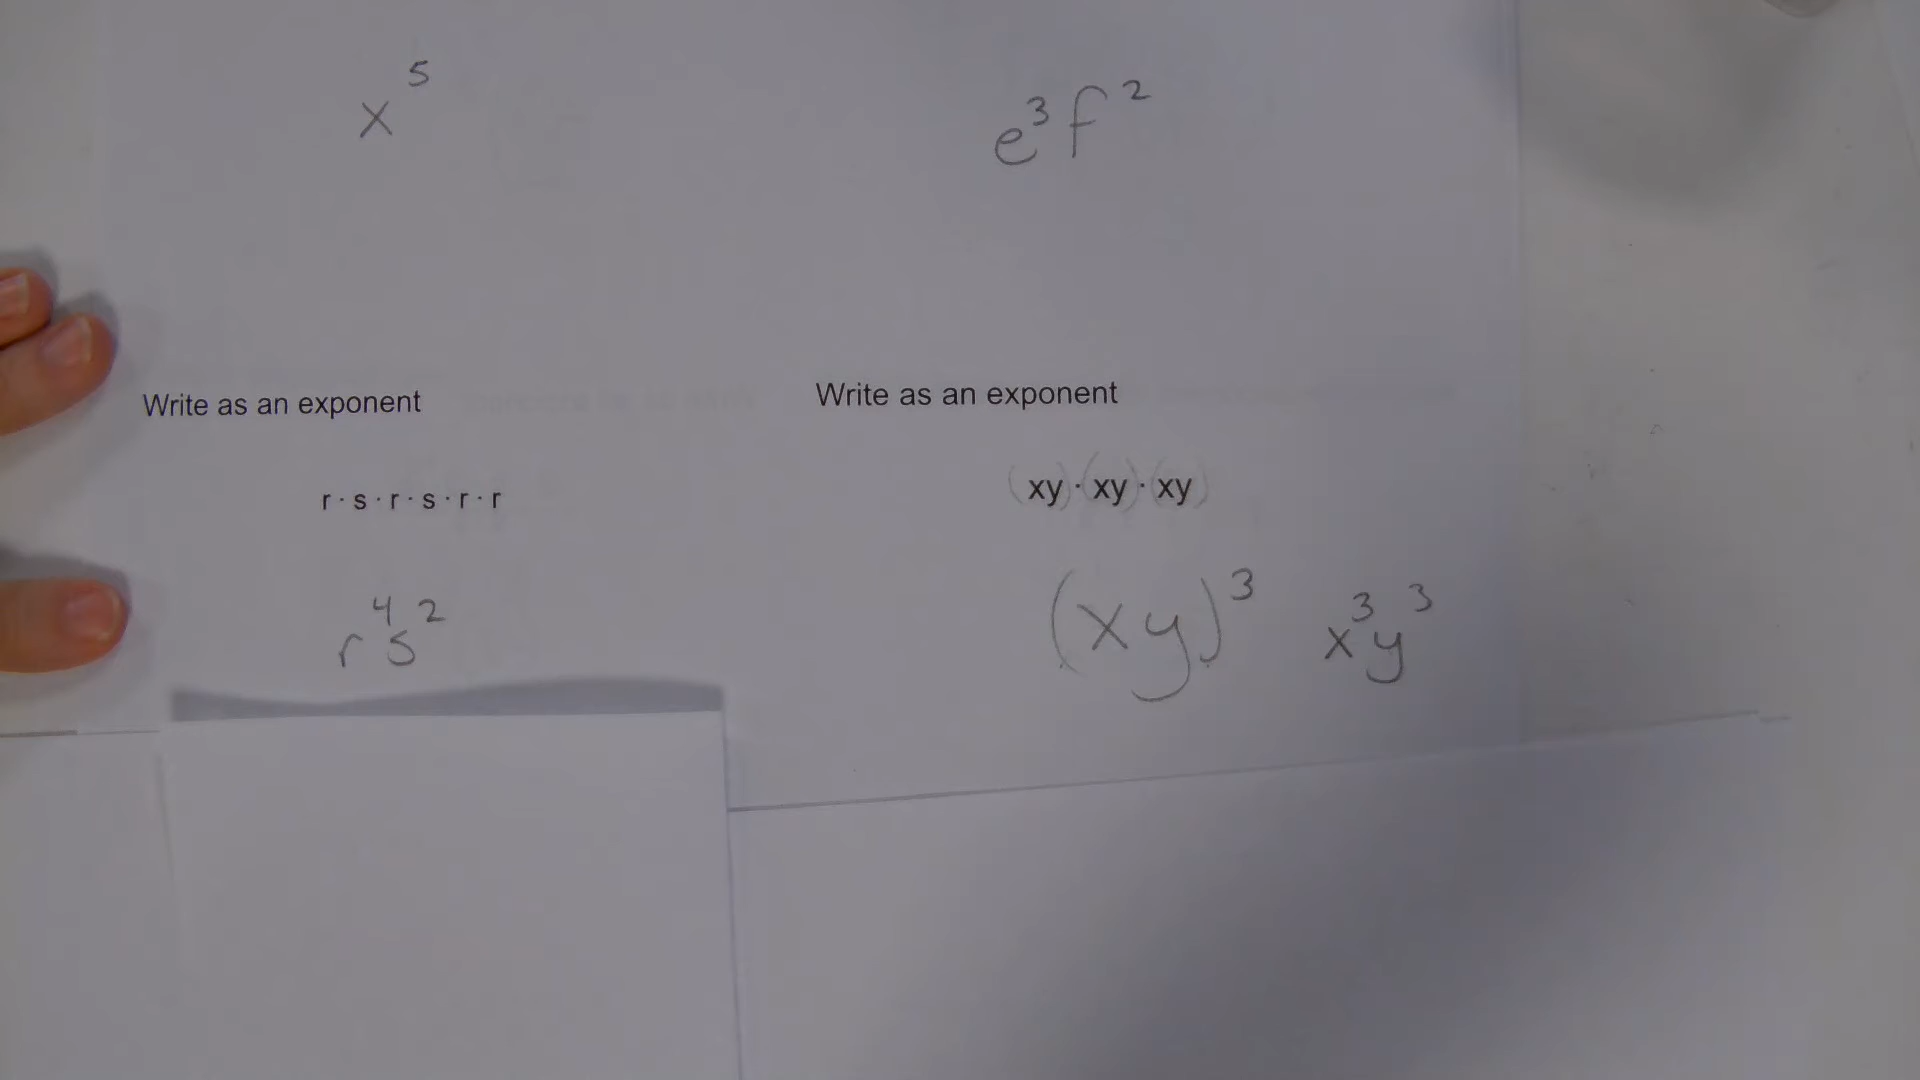 x⁵
e³f²
Write as an exponent
r · s · r · s · r · r
r⁴s²
Write as an exponent
(xy) · (xy) · (xy)
(xy)³ x³y³